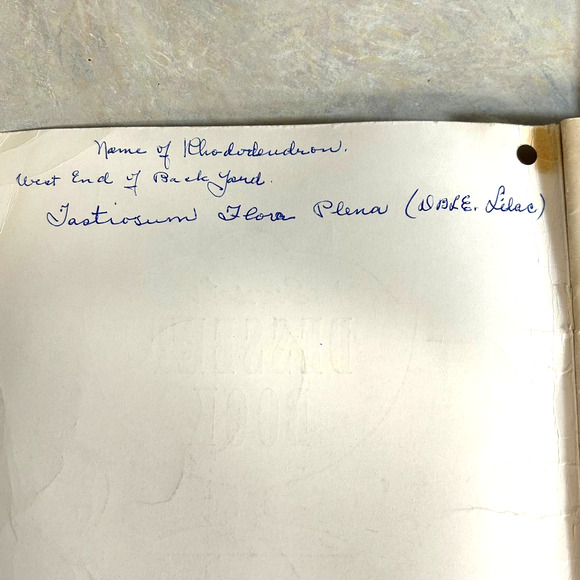 Name of Rhododendron.
West End of Back Yard.
Fastiosum Flora Plena (DBLE. Lilac)